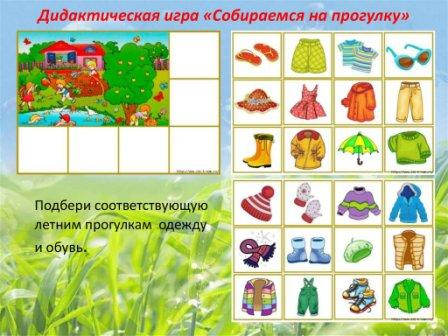 Дидактическая игра «Собираемся на прогулку»
Подбери соответствующую
летним прогулкам одежду
и обувь.